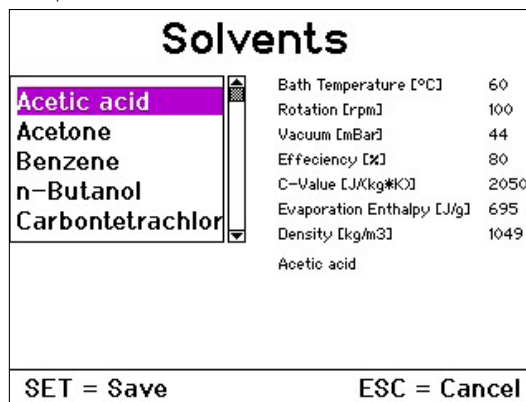 Solvents
Acetic acid
Acetone
Benzene
n-Butanol
Carbontetrachlor
Bath Temperature [°C] 60
Rotation [rpm] 100
Vacuum [mBar] 44
Effeciency [%] 80
C-Value [J/(kg*K)] 2050
Evaporation Enthalpy [J/g] 695
Density [kg/m3] 1049
Acetic acid
SET = Save ESC = Cancel